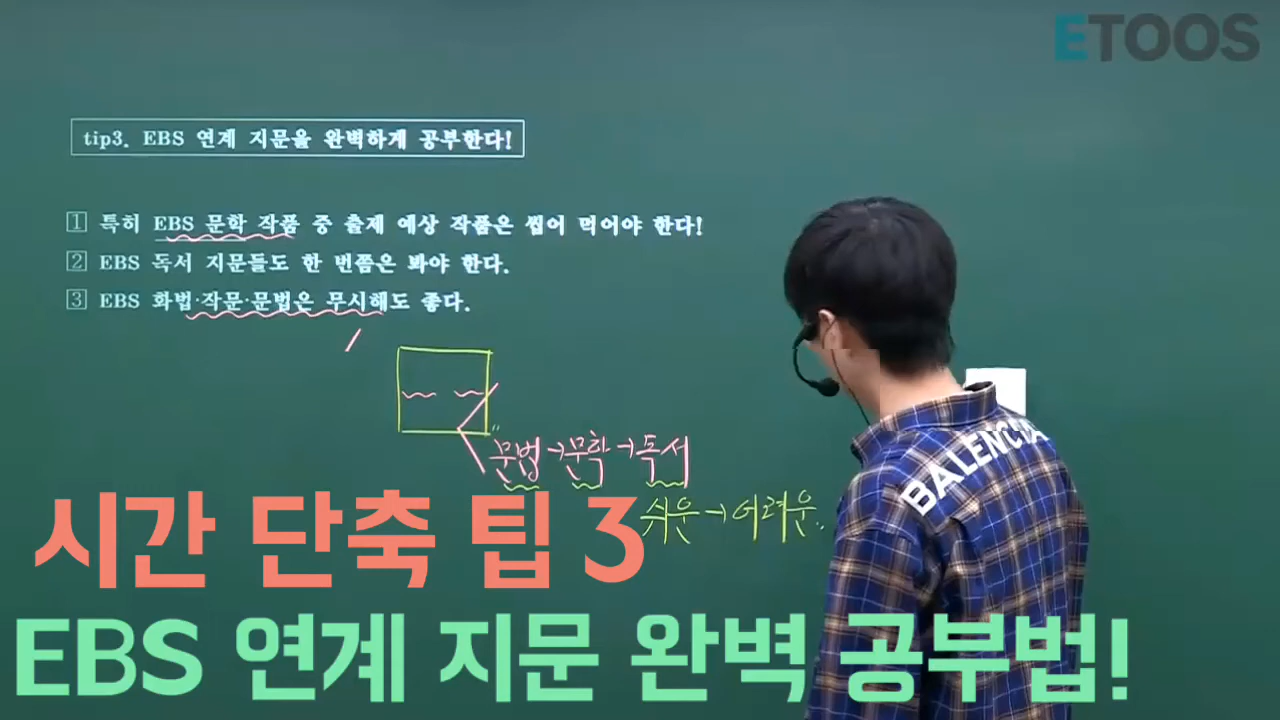 ETOOS
tip3. EBS 연계 지문을 완벽하게 공부한다!
1 특히 EBS 문학 작품 중 출제 예상 작품은 씹어 먹어야 한다!
2 EBS 독서 지문들도 한 번쯤은 봐야 한다.
3 EBS 화법·작문·문법은 무시해도 좋다.
문법→문학→독서
쉬운→어려운
BALENCIA
시간 단축 팁 3
EBS 연계 지문 완벽 공부법!